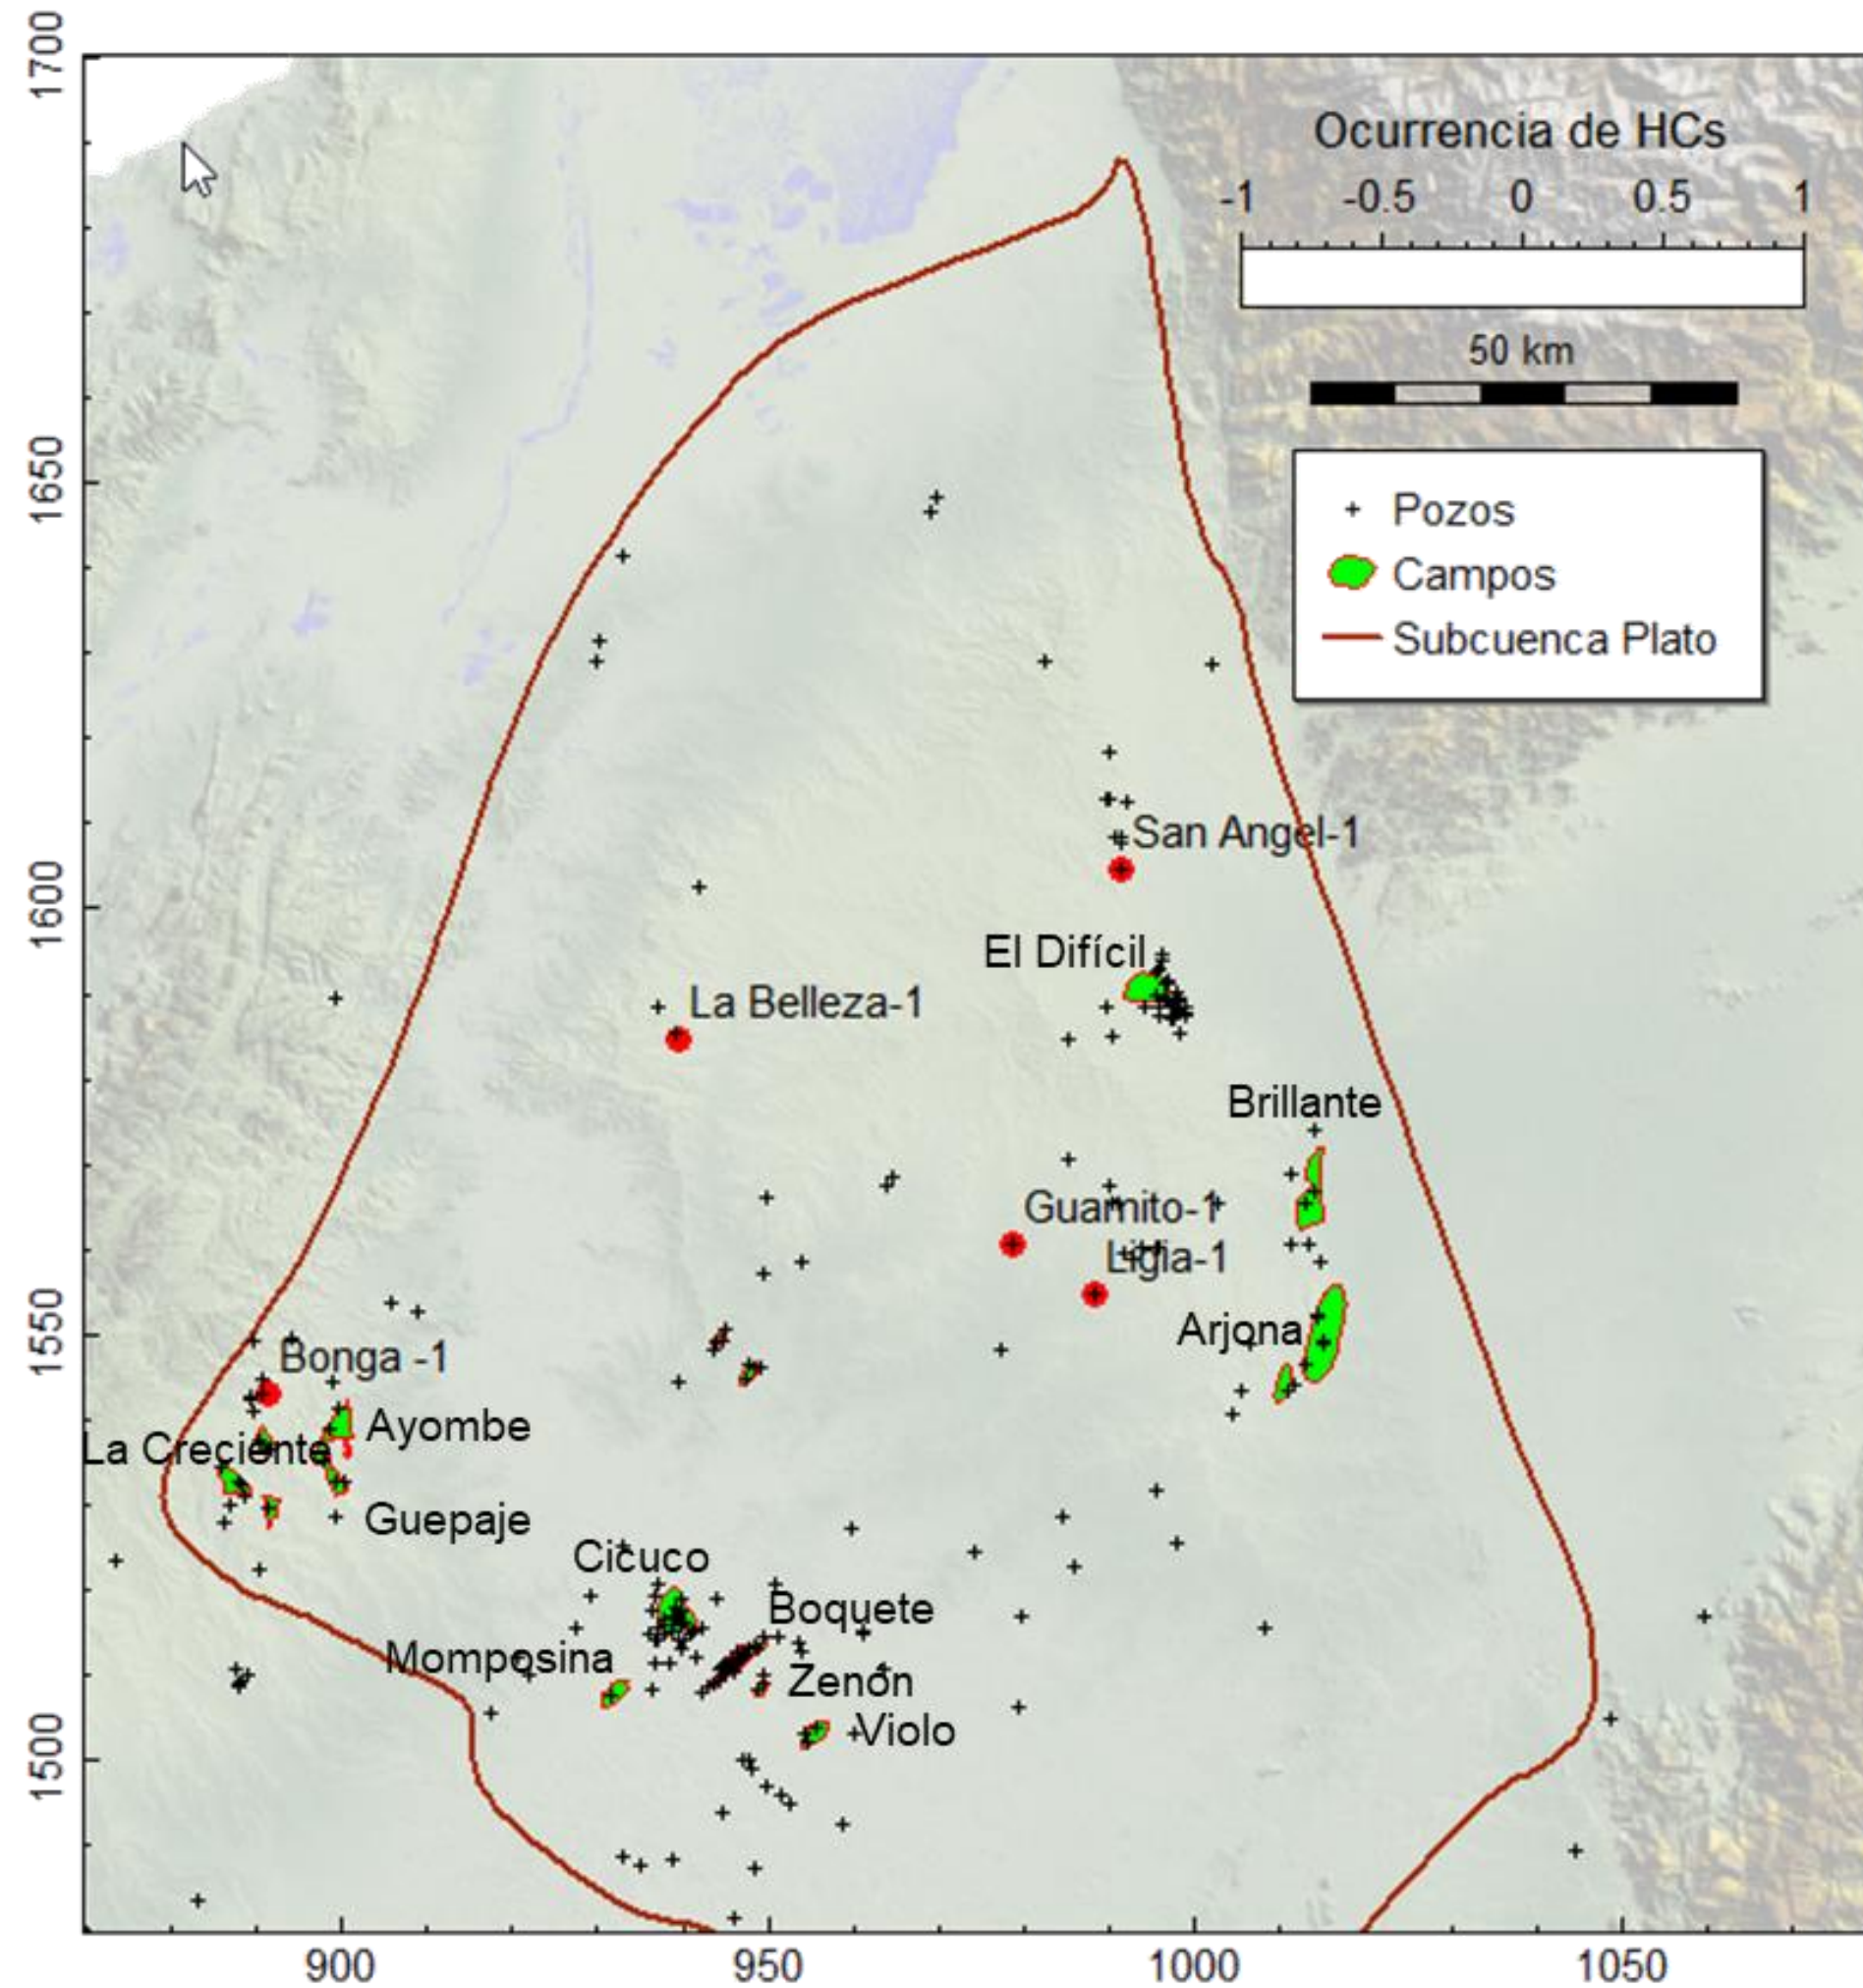 1700
Ocurrencia de HCs
-1 -0.5 0 0.5 1
50 km
1650
Pozos
Campos
Subcuenca Plato
San Angel-1
1600
El Difícil
La Belleza-1
Brillante
Guamito-1
Ligia-1
1550
Arjona
Bonga -1
Ayombe
La Creciente
Guepaje
Cicuco
Boquete
Momposina
Zenón
Violo
1500
900 950 1000 1050